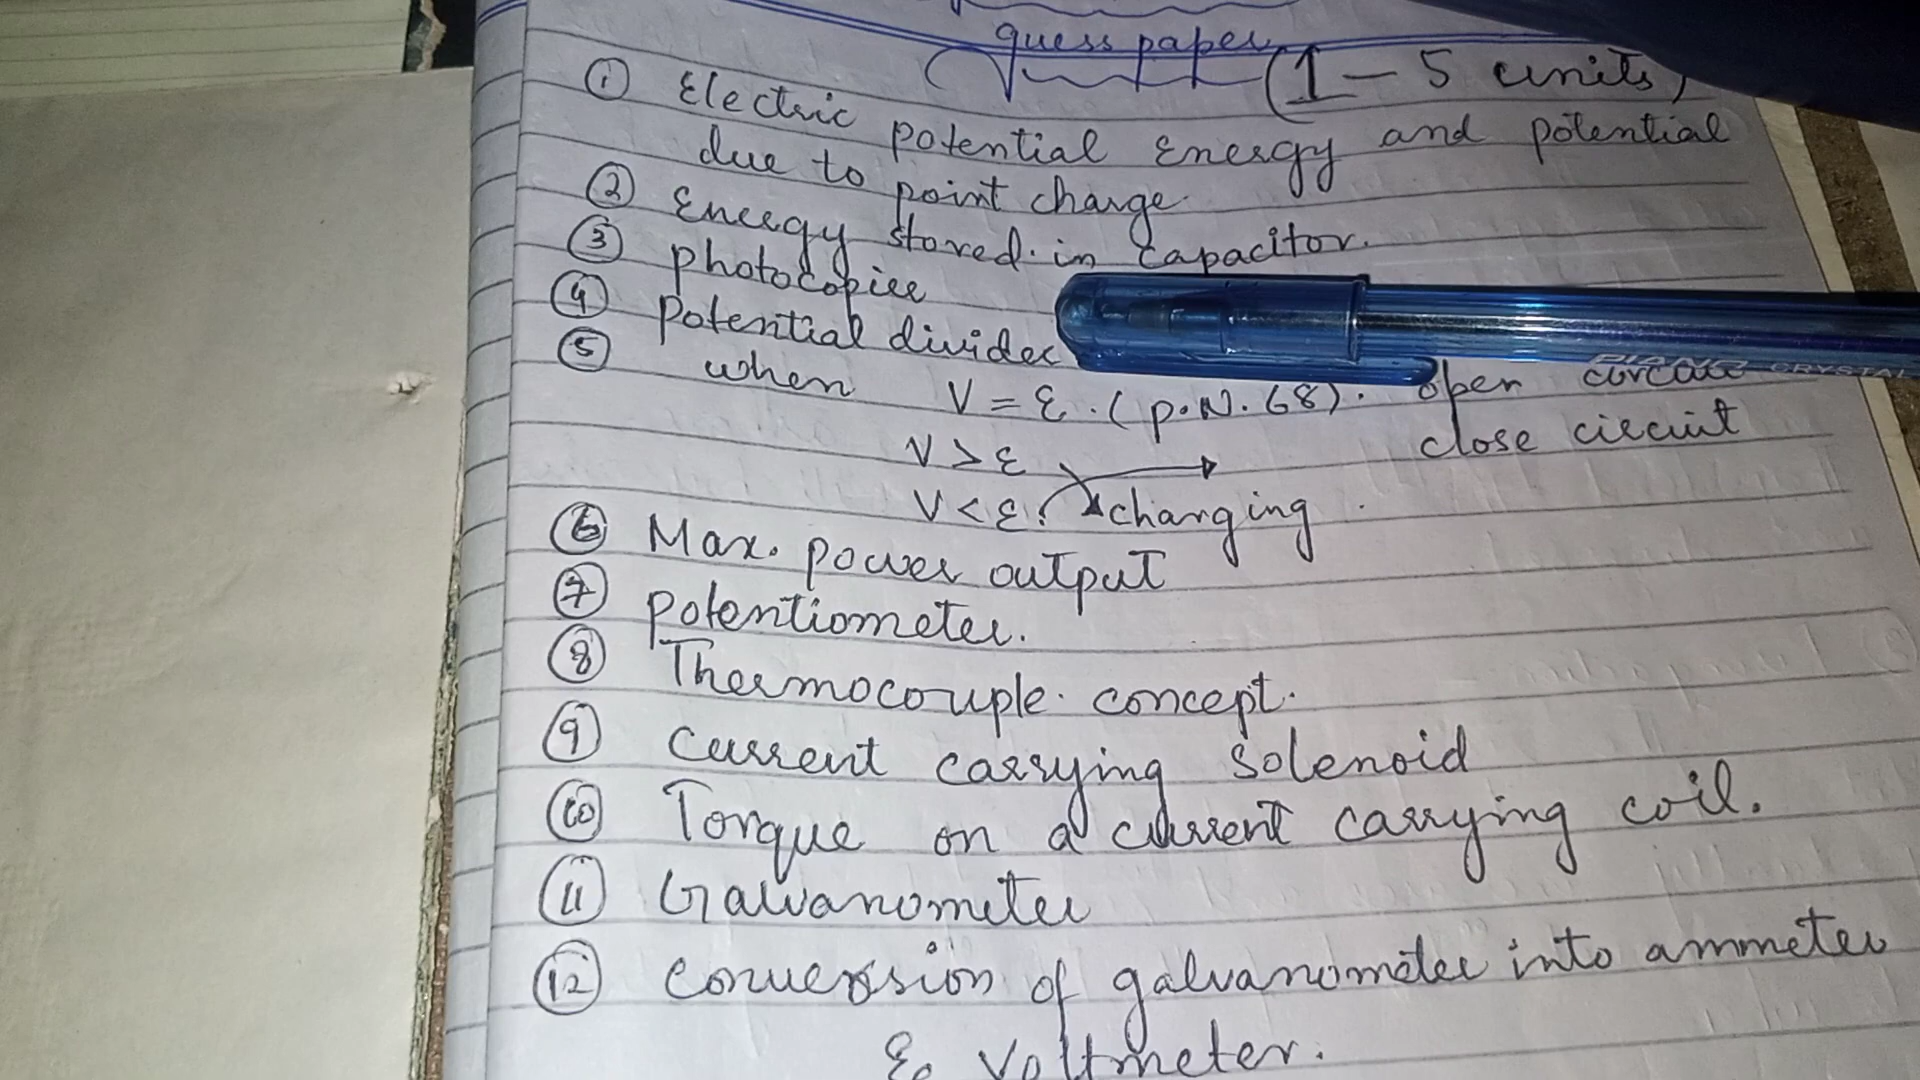 guess paper
(1 - 5 units)
① Electric potential Energy and potential
due to point charge.
② Energy stored in capacitor.
③ photocopier
④ potential divider
⑤ when V = ε. (p.N. 68). open circuit
V > ε close circuit
V < ε. charging
⑥ Max. power output
⑦ potentiometer.
⑧ Thermocouple concept.
⑨ Current carrying solenoid
⑩ Torque on a current carrying coil.
⑪ Galvanometer
⑫ Conversion of galvanometer into ammeter
& Voltmeter.
PIANO CRYSTAL